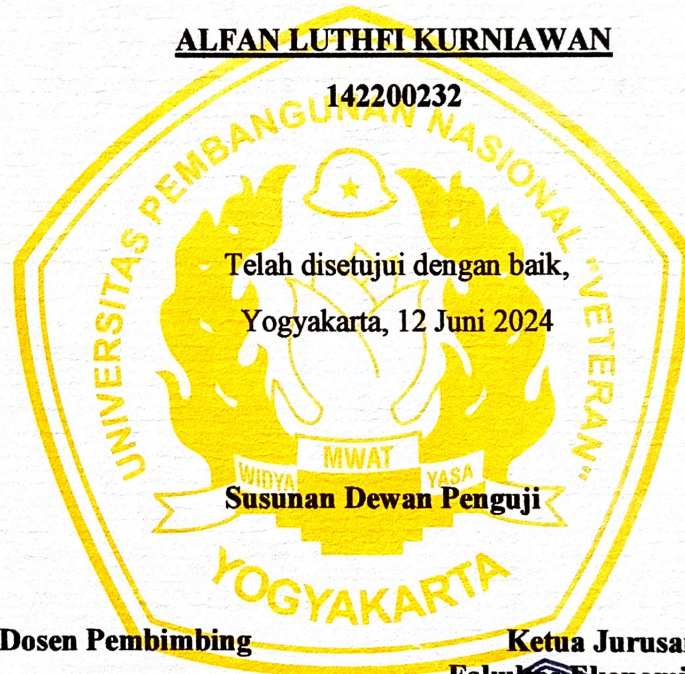 ALFAN LUTHFI KURNIAWAN
142200232
UNIVERSITAS PEMBANGUNAN NASIONAL "VETERAN"
Telah disetujui dengan baik,
Yogyakarta, 12 Juni 2024
WIDYA MWAT YASA
Susunan Dewan Penguji
YOGYAKARTA
Dosen Pembimbing
Ketua Jurusan
Ekonomi